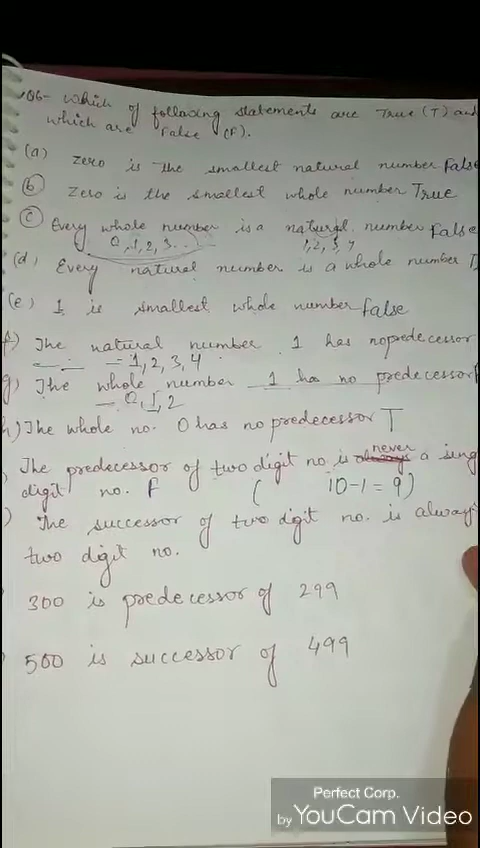 Q6- Which of following statements are True (T) and
which are False (F).
(a) Zero is the smallest natural number False
(b) Zero is the smallest whole number True
(c) Every whole number is a natural number False
0,1,2,3.. 1,2,3,4
(d) Every natural number is a whole number T
(e) 1 is smallest whole number False
f) The natural number 1 has no predecessor
- 1,2,3,4
g) The whole number 1 has no predecessor F
- 0,1,2
h) The whole no. 0 has no predecessor T
never
) The predecessor of two digit no. is always a sing
digit no. F ( 10-1=9)
) The successor of two digit no. is always
two digit no.
300 is predecessor of 299
500 is successor of 499
Perfect Corp.
by YouCam Video